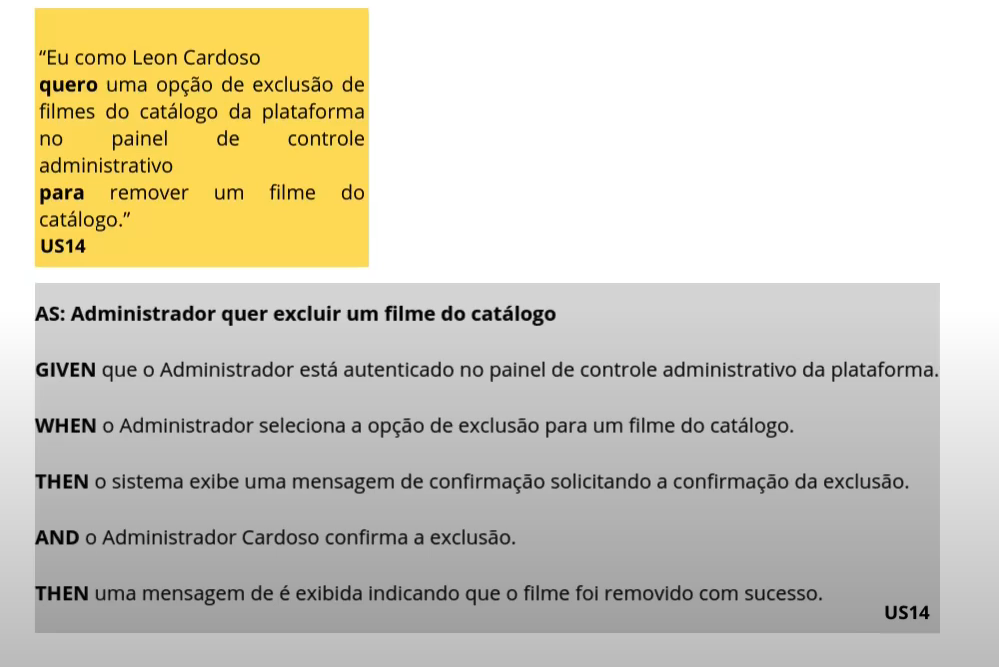 “Eu como Leon Cardoso
quero uma opção de exclusão de
filmes do catálogo da plataforma
no painel de controle
administrativo
para remover um filme do
catálogo.”
US14
AS: Administrador quer excluir um filme do catálogo
GIVEN que o Administrador está autenticado no painel de controle administrativo da plataforma.
WHEN o Administrador seleciona a opção de exclusão para um filme do catálogo.
THEN o sistema exibe uma mensagem de confirmação solicitando a confirmação da exclusão.
AND o Administrador Cardoso confirma a exclusão.
THEN uma mensagem de é exibida indicando que o filme foi removido com sucesso.
US14